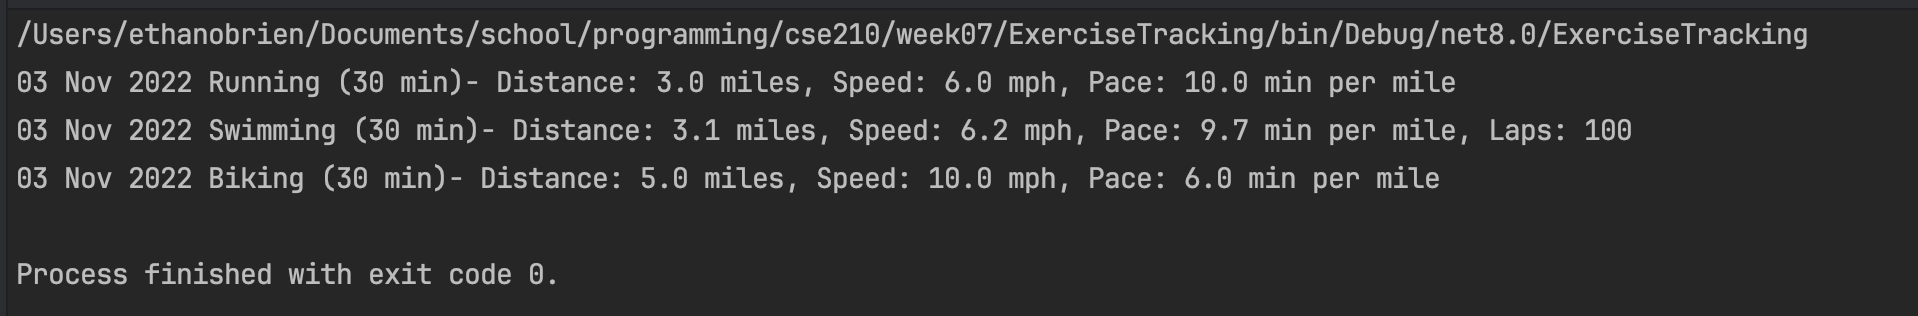 /Users/ethanobrien/Documents/school/programming/cse210/week07/ExerciseTracking/bin/Debug/net8.0/ExerciseTracking
03 Nov 2022 Running (30 min)- Distance: 3.0 miles, Speed: 6.0 mph, Pace: 10.0 min per mile
03 Nov 2022 Swimming (30 min)- Distance: 3.1 miles, Speed: 6.2 mph, Pace: 9.7 min per mile, Laps: 100
03 Nov 2022 Biking (30 min)- Distance: 5.0 miles, Speed: 10.0 mph, Pace: 6.0 min per mile
Process finished with exit code 0.